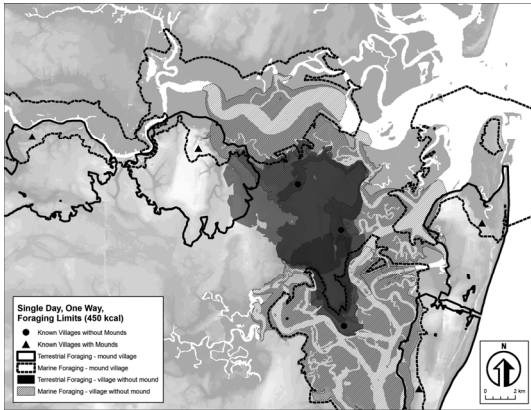 Single Day, One Way,
Foraging Limits (450 kcal)
Known Villages without Mounds
Known Villages with Mounds
Terrestrial Foraging - mound village
Marine Foraging - mound village
Terrestrial Foraging - village without mound
Marine Foraging - village without mound
N
0 2 km